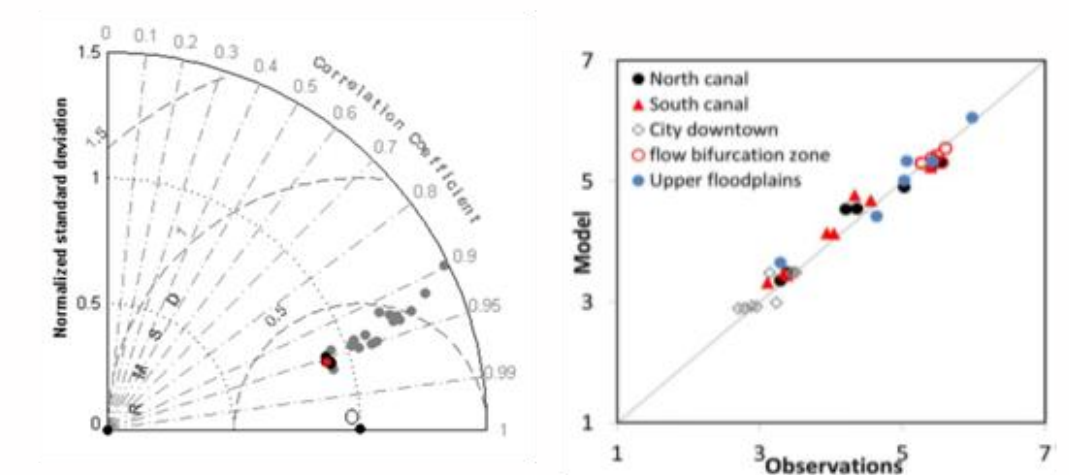 0 0.1 0.2 0.3 0.4 0.5 0.6 0.7 0.8 0.9 0.95 0.99 1
Correlation Coefficient
Normalized standard deviation
1.5
1
0.5
0
1.5
1
0.5
R M S D
O
7
5
3
1
Model
North canal
South canal
City downtown
flow bifurcation zone
Upper floodplains
1 3 5 7
Observations